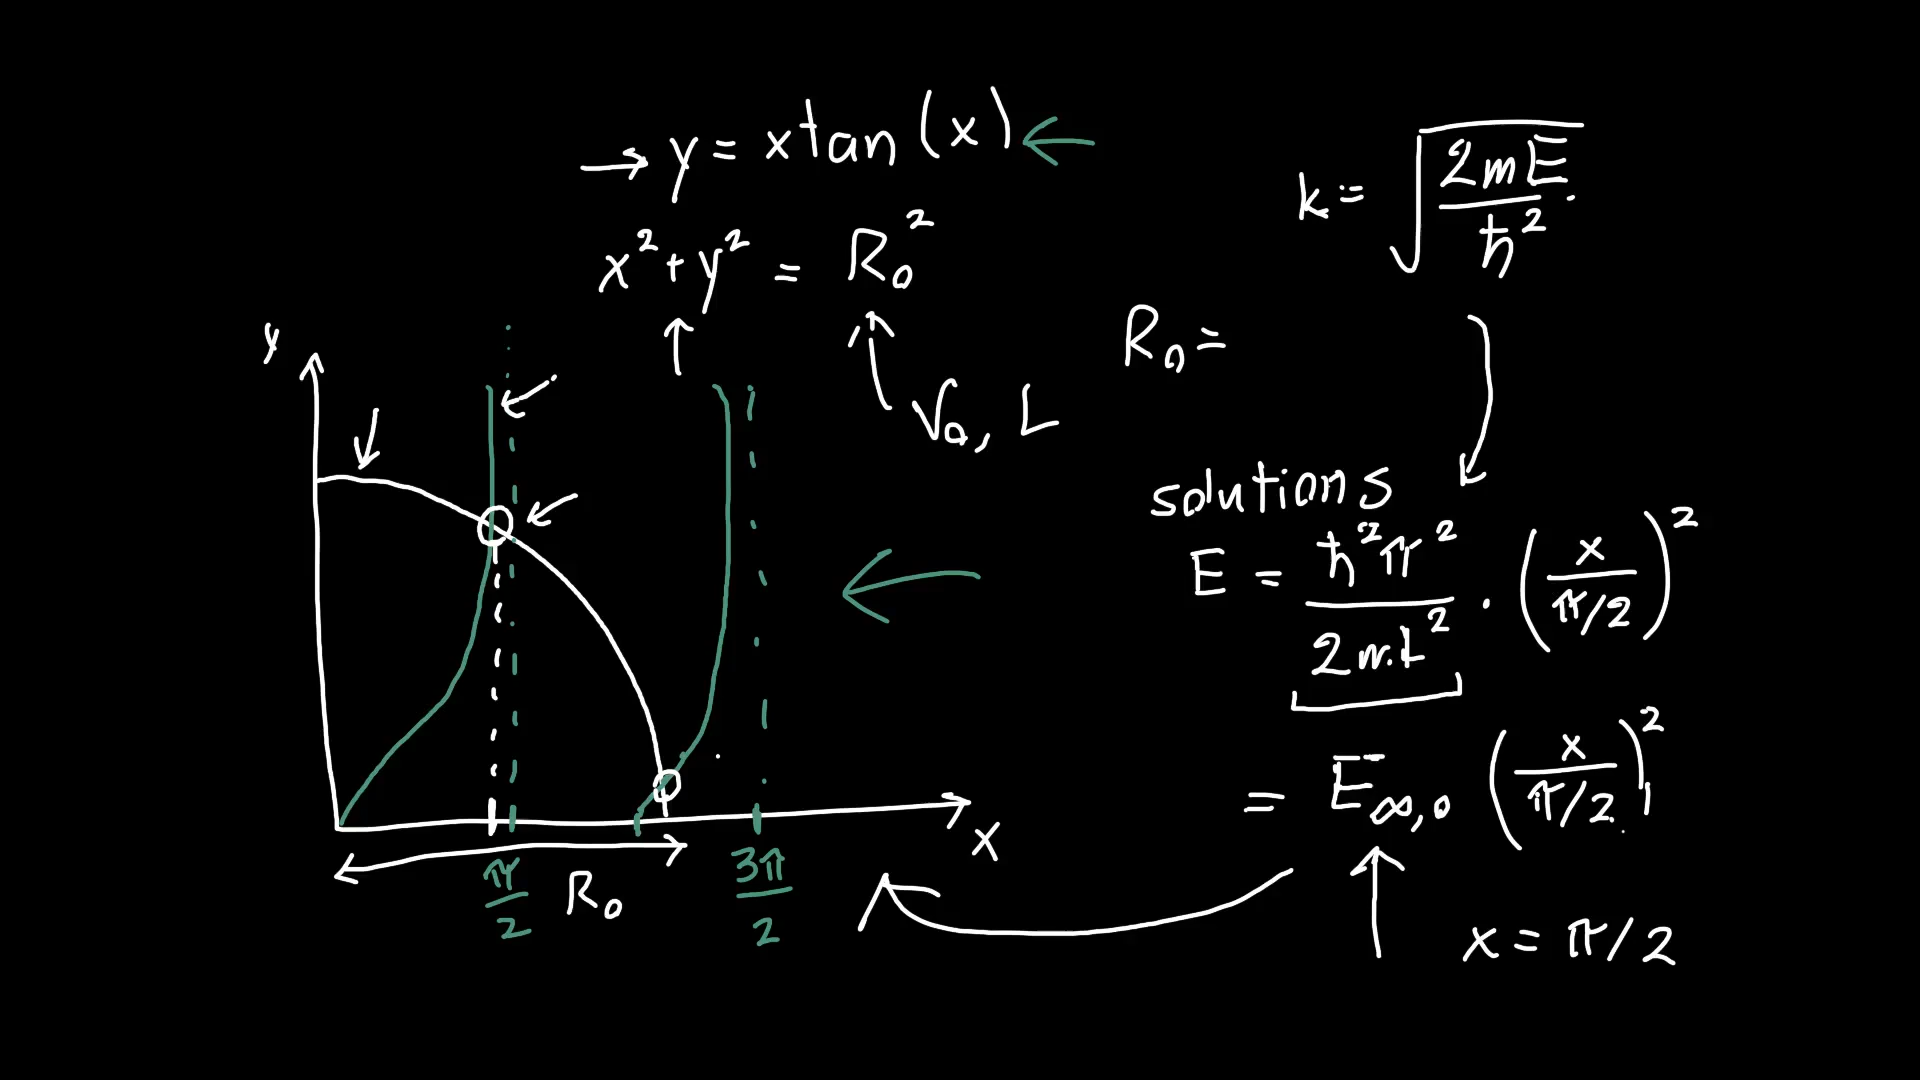 → y = x tan(x) ←
x² + y² = R₀²
V₀, L
k = √(2mE / ħ²)
R₀ =
y
x
π/2
R₀
3π/2
solutions
E = ħ²π² / 2mL² · (x / π/2)²
= E∞,₀ (x / π/2)²
x = π/2